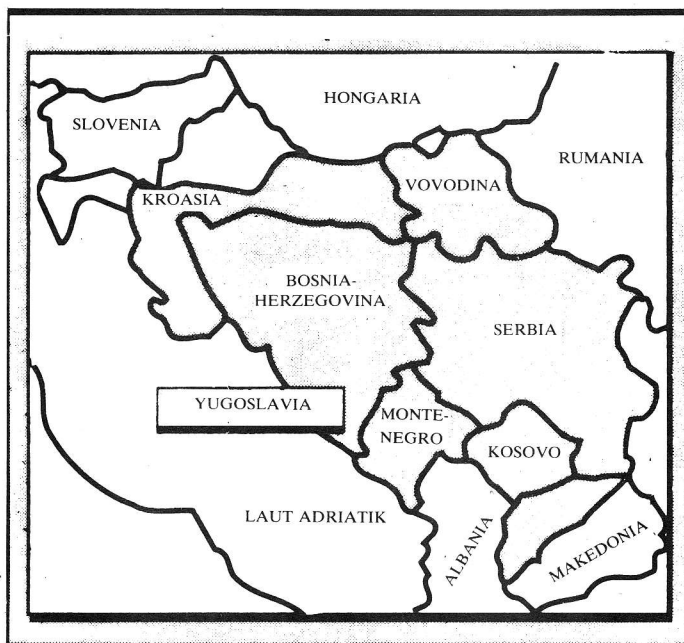 HONGARIA
SLOVENIA
RUMANIA
VOVODINA
KROASIA
BOSNIA-
HERZEGOVINA
SERBIA
YUGOSLAVIA
MONTE-
NEGRO
KOSOVO
LAUT ADRIATIK
ALBANIA
MAKEDONIA